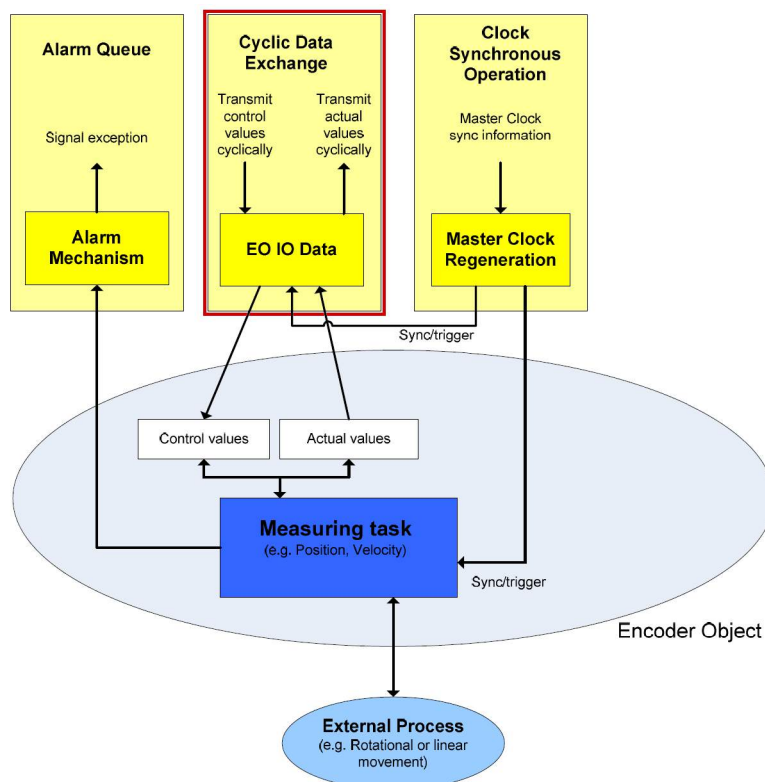 Alarm Queue
Signal exception
Alarm
Mechanism
Cyclic Data
Exchange
Transmit
control
values
cyclically
Transmit
actual
values
cyclically
EO IO Data
Clock
Synchronous
Operation
Master Clock
sync information
Master Clock
Regeneration
Sync/trigger
Control values
Actual values
Measuring task
(e.g. Position, Velocity)
Sync/trigger
Encoder Object
External Process
(e.g. Rotational or linear
movement)